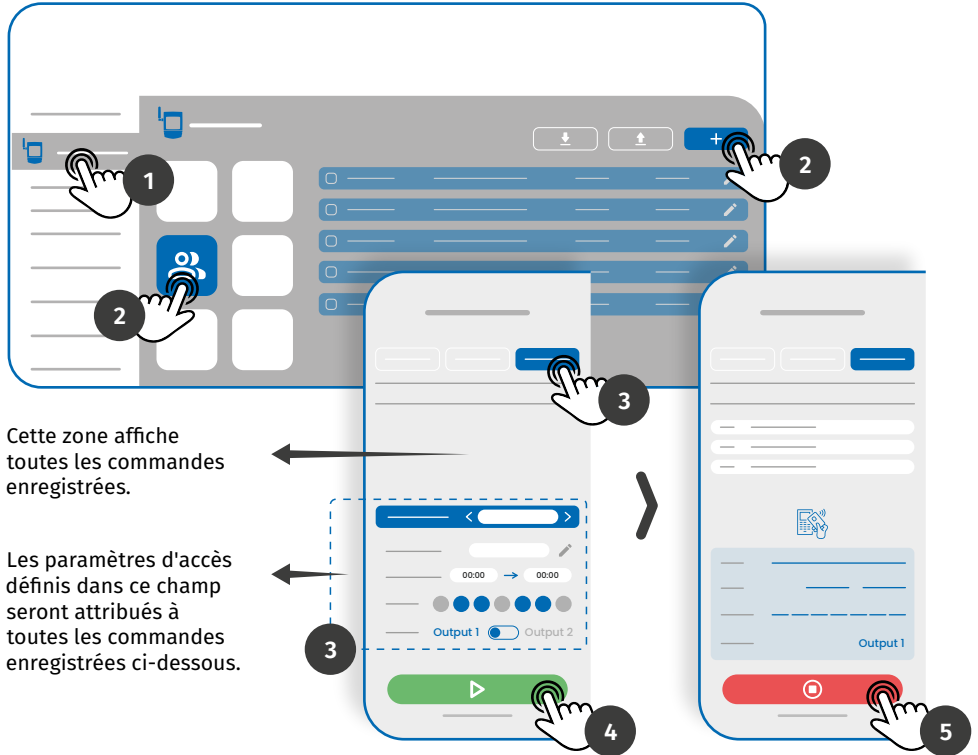 1
2
2
3
Cette zone affiche
toutes les commandes
enregistrées.
Les paramètres d'accès
définis dans ce champ
seront attribués à
toutes les commandes
enregistrées ci-dessous.
00:00 → 00:00
Output 1 Output 2
3
4
Output 1
5